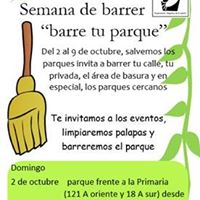 Semana de barrer
“barre tu parque”
Del 2 al 9 de octubre, salvemos los
parques invita a barrer tu calle, tu
privada, el área de basura y en
especial, los parques cercanos
Te invitamos a los eventos,
limpiaremos palapas y
barreremos el parque
Domingo
2 de octubre parque frente a la Primaria
(121 A oriente y 18 A sur) desde